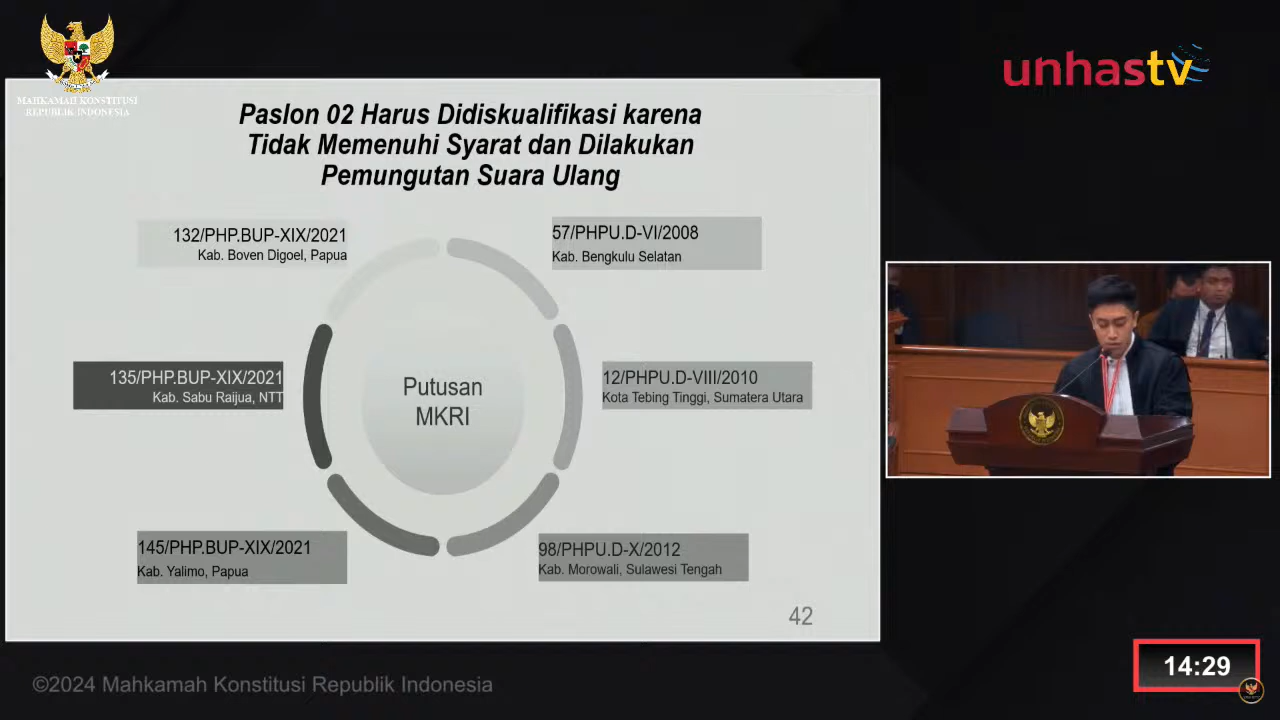 MAHKAMAH KONSTITUSI
REPUBLIK INDONESIA
unhastv
Paslon 02 Harus Didiskualifikasi karena
Tidak Memenuhi Syarat dan Dilakukan
Pemungutan Suara Ulang
132/PHP.BUP-XIX/2021
Kab. Boven Digoel, Papua
57/PHPU.D-VI/2008
Kab. Bengkulu Selatan
135/PHP.BUP-XIX/2021
Kab. Sabu Raijua, NTT
Putusan
MKRI
12/PHPU.D-VIII/2010
Kota Tebing Tinggi, Sumatera Utara
145/PHP.BUP-XIX/2021
Kab. Yalimo, Papua
98/PHPU.D-X/2012
Kab. Morowali, Sulawesi Tengah
42
14:29
©2024 Mahkamah Konstitusi Republik Indonesia